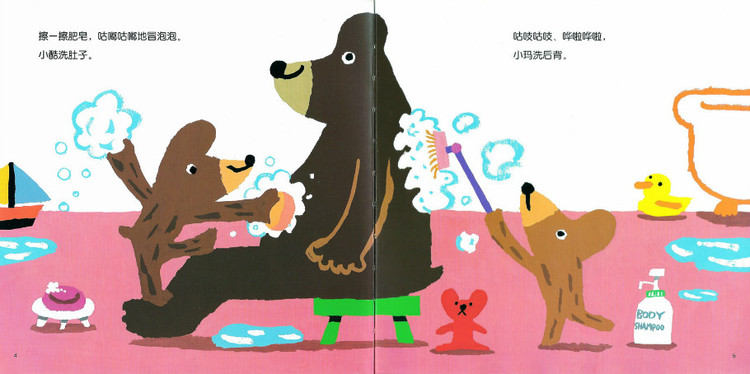 擦一擦肥皂，咕嘟咕嘟地冒泡泡。
小酷洗肚子。
咕吱咕吱、哗啦哗啦，
小玛洗后背。
BODY
SHAMPOO
4
5